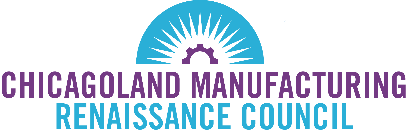 CHICAGOLAND MANUFACTURING
RENAISSANCE COUNCIL